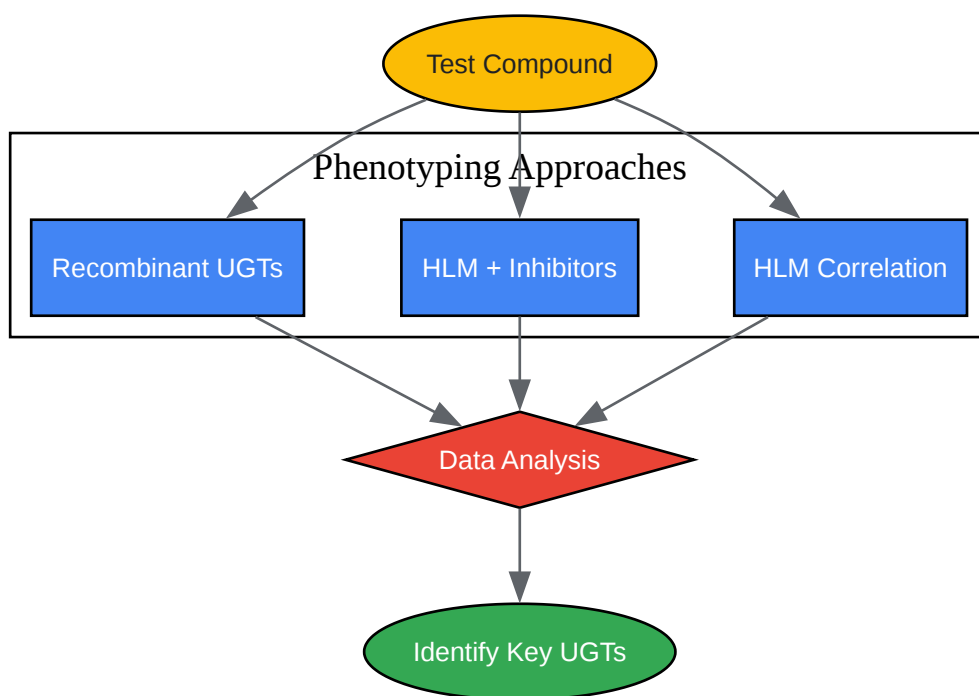 Test Compound
Phenotyping Approaches
Recombinant UGTs
HLM + Inhibitors
HLM Correlation
Data Analysis
Identify Key UGTs